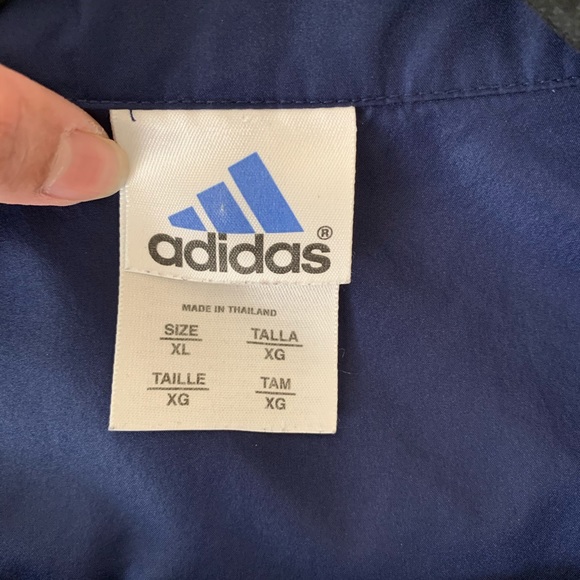 adidas®
MADE IN THAILAND
SIZE TALLA
XL XG
TAILLE TAM
XG XG